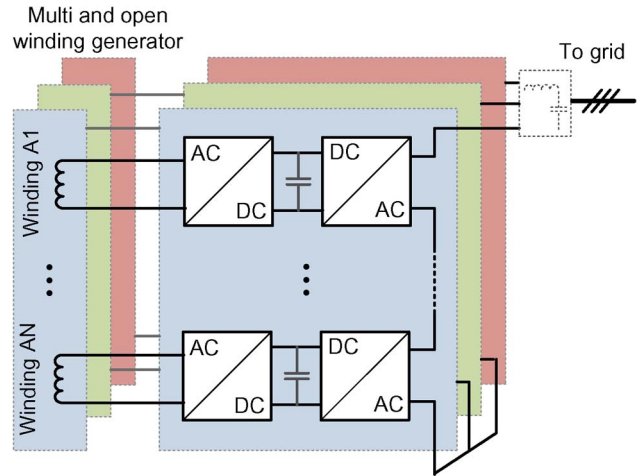 Multi and open
winding generator
To grid
Winding A1
AC
DC
DC
AC
Winding AN
AC
DC
DC
AC